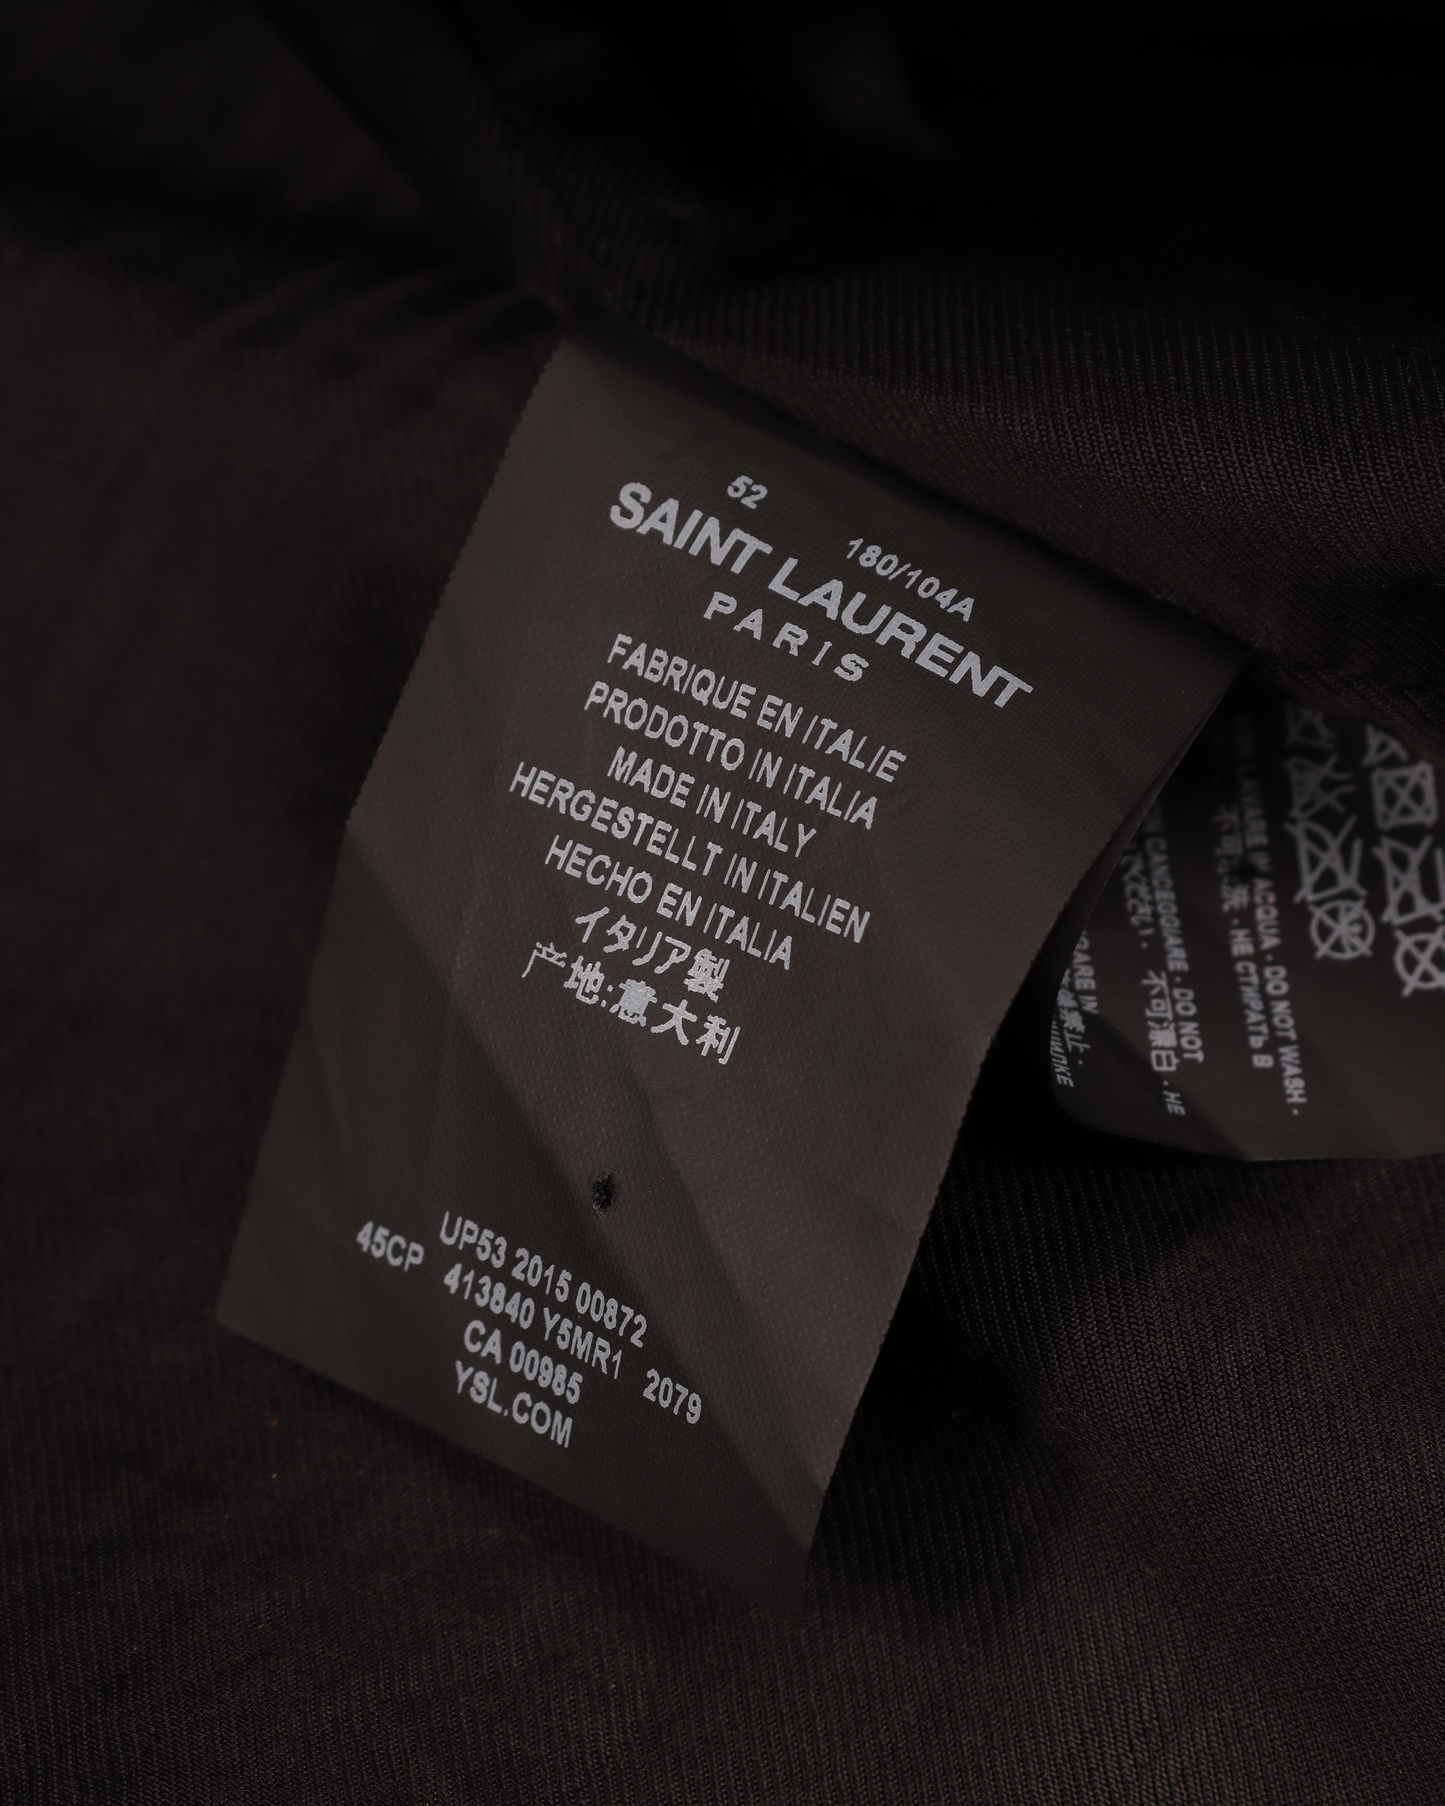 52
180/104A
SAINT LAURENT
PARIS
FABRIQUE EN ITALIE
PRODOTTO IN ITALIA
MADE IN ITALY
HERGESTELLT IN ITALIEN
HECHO EN ITALIA
イタリア製
产地:意大利
UP53 2015 00872
45CP 413840 Y5MR1 2079
CA 00985
YSL.COM
LAVARE IN ACQUA · DO NOT WASH ·
НЕ СТИРАТЬ В
CANDEGGIARE · DO NOT
不可漂白 · НЕ